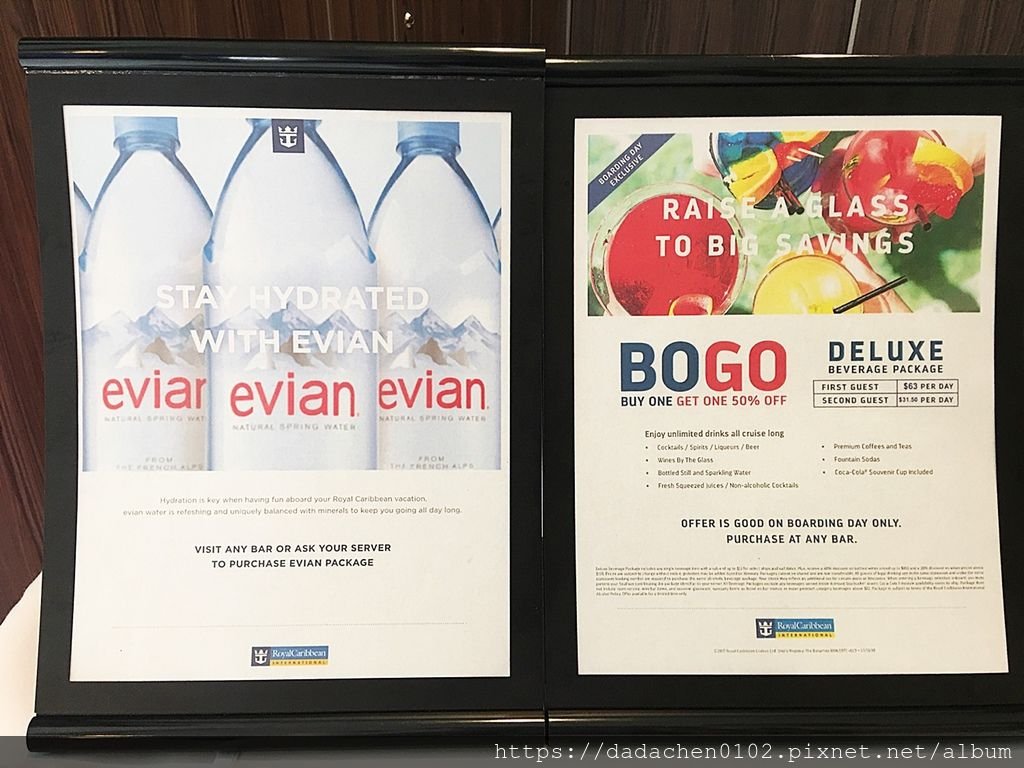 STAY HYDRATED
WITH EVIAN
evian
evian.
evian.
NATURAL SPRING WATER
NATURAL SPRING WATER
NATURAL SPRING WATER
FROM
THE FRENCH ALPS
FROM
THE FRENCH ALPS
Hydration is key when having fun aboard your Royal Caribbean vacation,
evian water is refeshing and uniquely balanced with minerals to keep you going all day long.
VISIT ANY BAR OR ASK YOUR SERVER
TO PURCHASE EVIAN PACKAGE
RoyalCaribbean
INTERNATIONAL
BOARDING DAY
EXCLUSIVE
RAISE A GLASS
TO BIG SAVINGS
BOGO
BUY ONE GET ONE 50% OFF
DELUXE
BEVERAGE PACKAGE
FIRST GUEST $63 PER DAY
SECOND GUEST $31.50 PER DAY
Enjoy unlimited drinks all cruise long
• Cocktails / Spirits / Liqueurs / Beer
• Wines By The Glass
• Bottled Still and Sparkling Water
• Fresh Squeezed Juices / Non-alcoholic Cocktails
• Premium Coffees and Teas
• Fountain Sodas
• Coca-Cola® Souvenir Cup Included
OFFER IS GOOD ON BOARDING DAY ONLY.
PURCHASE AT ANY BAR.
RoyalCaribbean
INTERNATIONAL
https://dadachen0102.pixnet.net/album